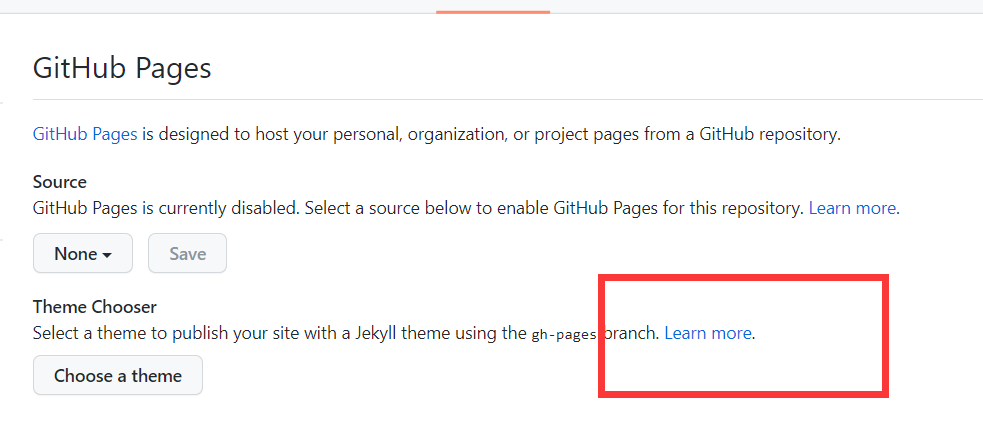 GitHub Pages
GitHub Pages is designed to host your personal, organization, or project pages from a GitHub repository.
Source
GitHub Pages is currently disabled. Select a source below to enable GitHub Pages for this repository. Learn more.
None Save
Theme Chooser
Select a theme to publish your site with a Jekyll theme using the gh-pages branch. Learn more.
Choose a theme